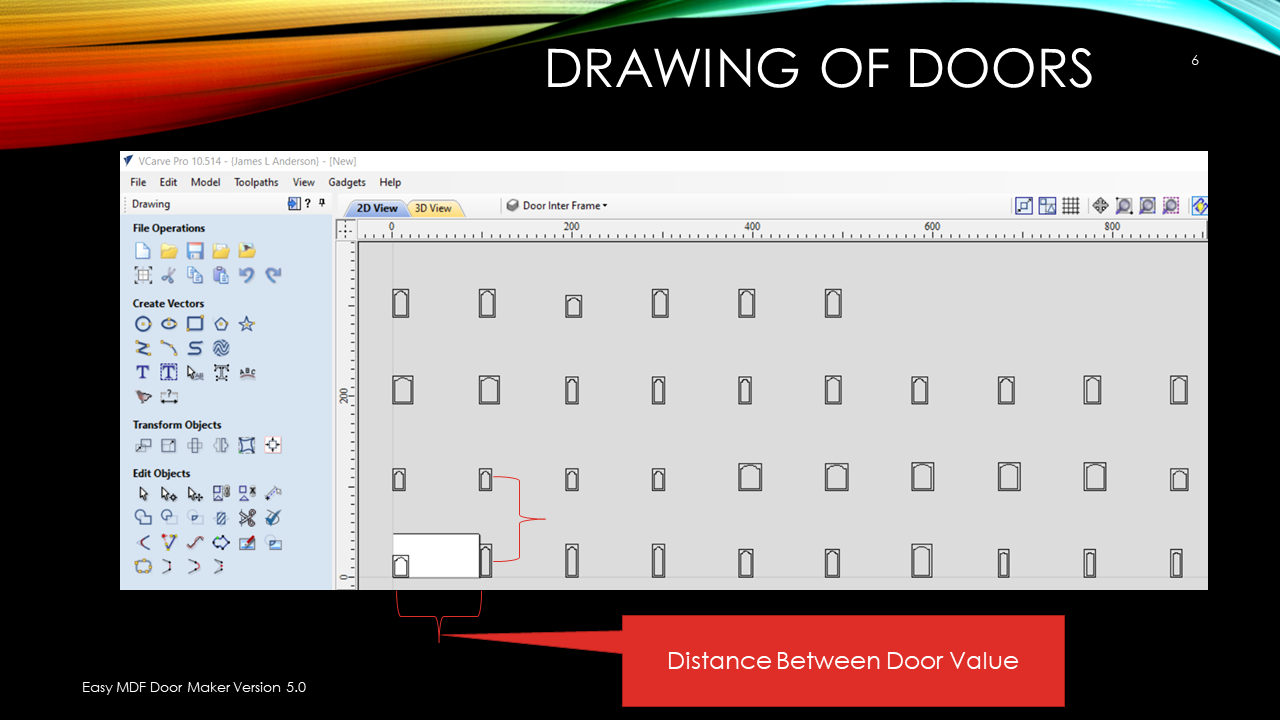 DRAWING OF DOORS
6
VCarve Pro 10.514 - {James L Anderson} - [New]
File Edit Model Toolpaths View Gadgets Help
Drawing
?
2D View 3D View Door Inter Frame
File Operations
0 200 400 600 800
Create Vectors
Transform Objects
Edit Objects
200
0
Distance Between Door Value
Easy MDF Door Maker Version 5.0